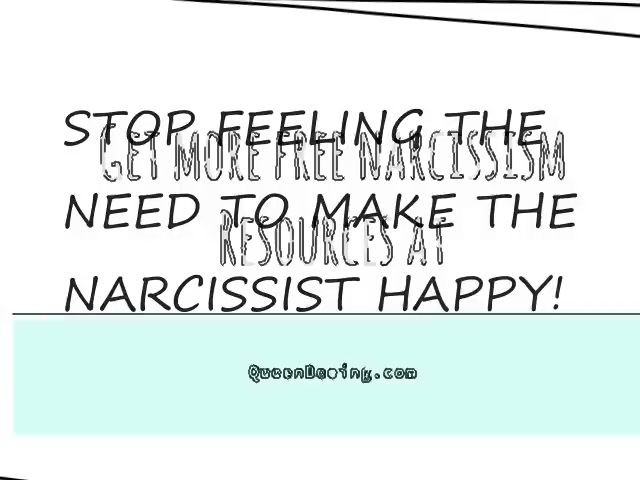 STOP FEELING THE
GET MORE FREE NARCISSISM
NEED TO MAKE THE
RESOURCES AT
NARCISSIST HAPPY!
QueenBeeing.com